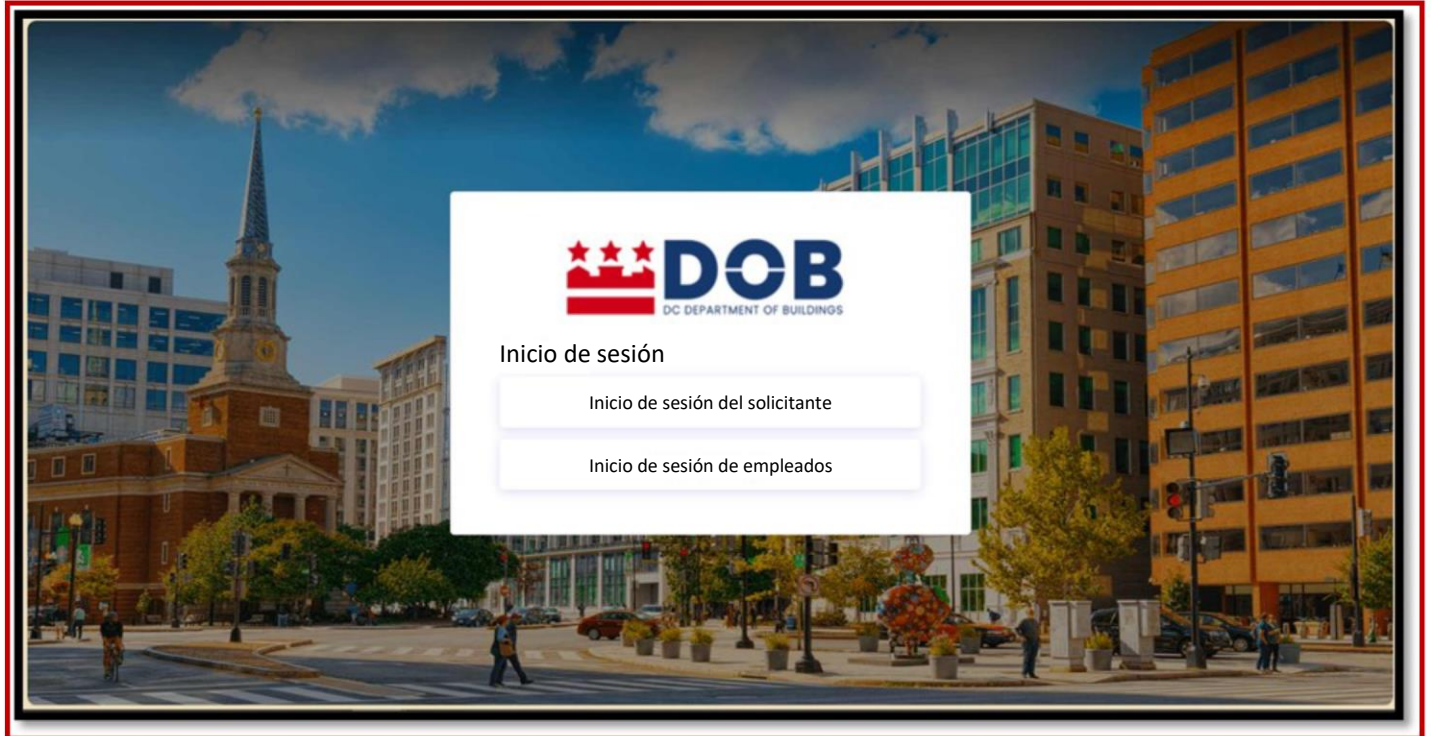 DOB
DC DEPARTMENT OF BUILDINGS
Inicio de sesión
Inicio de sesión del solicitante
Inicio de sesión de empleados